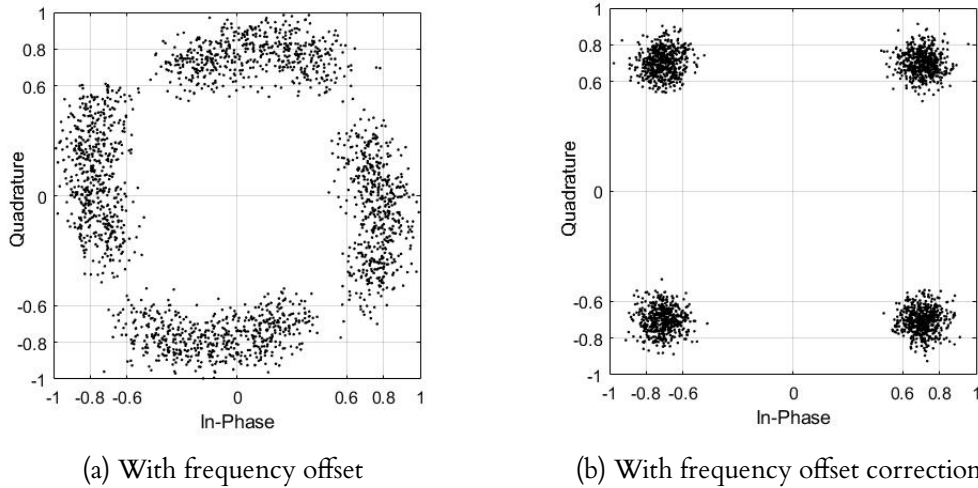 1
0.8
0.6
0
-0.6
-0.8
-1
Quadrature
-1 -0.8 -0.6 0 0.6 0.8 1
In-Phase
(a) With frequency offset
1
0.8
0.6
0
-0.6
-0.8
-1
Quadrature
-1 -0.8 -0.6 0 0.6 0.8 1
In-Phase
(b) With frequency offset correction